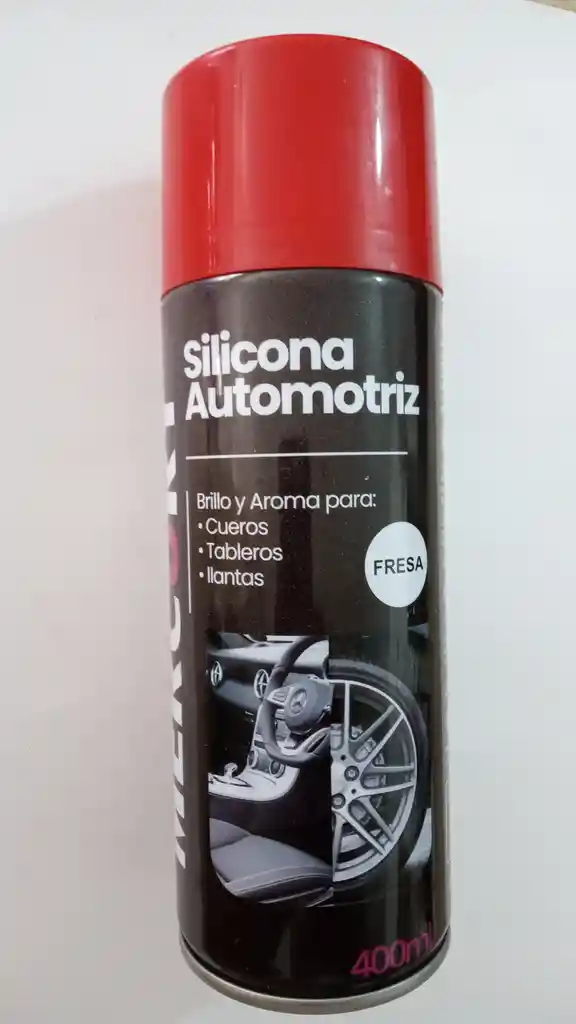 Silicona
Automotriz
Brillo y Aroma para:
• Cueros
• Tableros
• llantas
FRESA
400ml